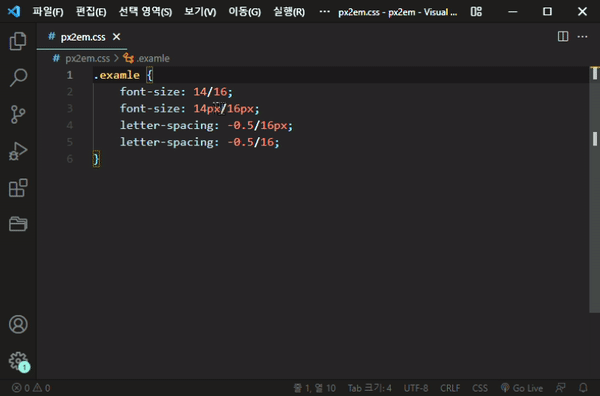 파일(F) 편집(E) 선택 영역(S) 보기(V) 이동(G) 실행(R) ··· px2em.css - px2em - Visual ...
# px2em.css
# px2em.css > .examle
1 .examle {
2 font-size: 14/16;
3 font-size: 14px/16px;
4 letter-spacing: -0.5/16px;
5 letter-spacing: -0.5/16;
6 }
1
0 0 줄 1, 열 10 Tab 크기: 4 UTF-8 CRLF CSS Go Live